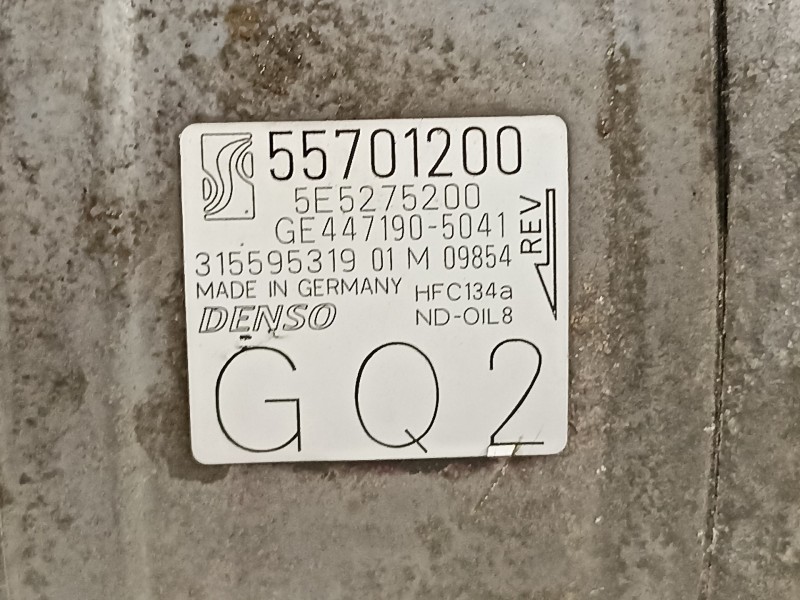 55701200
5E5275200
GE447190-5041
REV
315595319 01 M 09854
MADE IN GERMANY HFC134a
DENSO ND-OIL8
GQ2